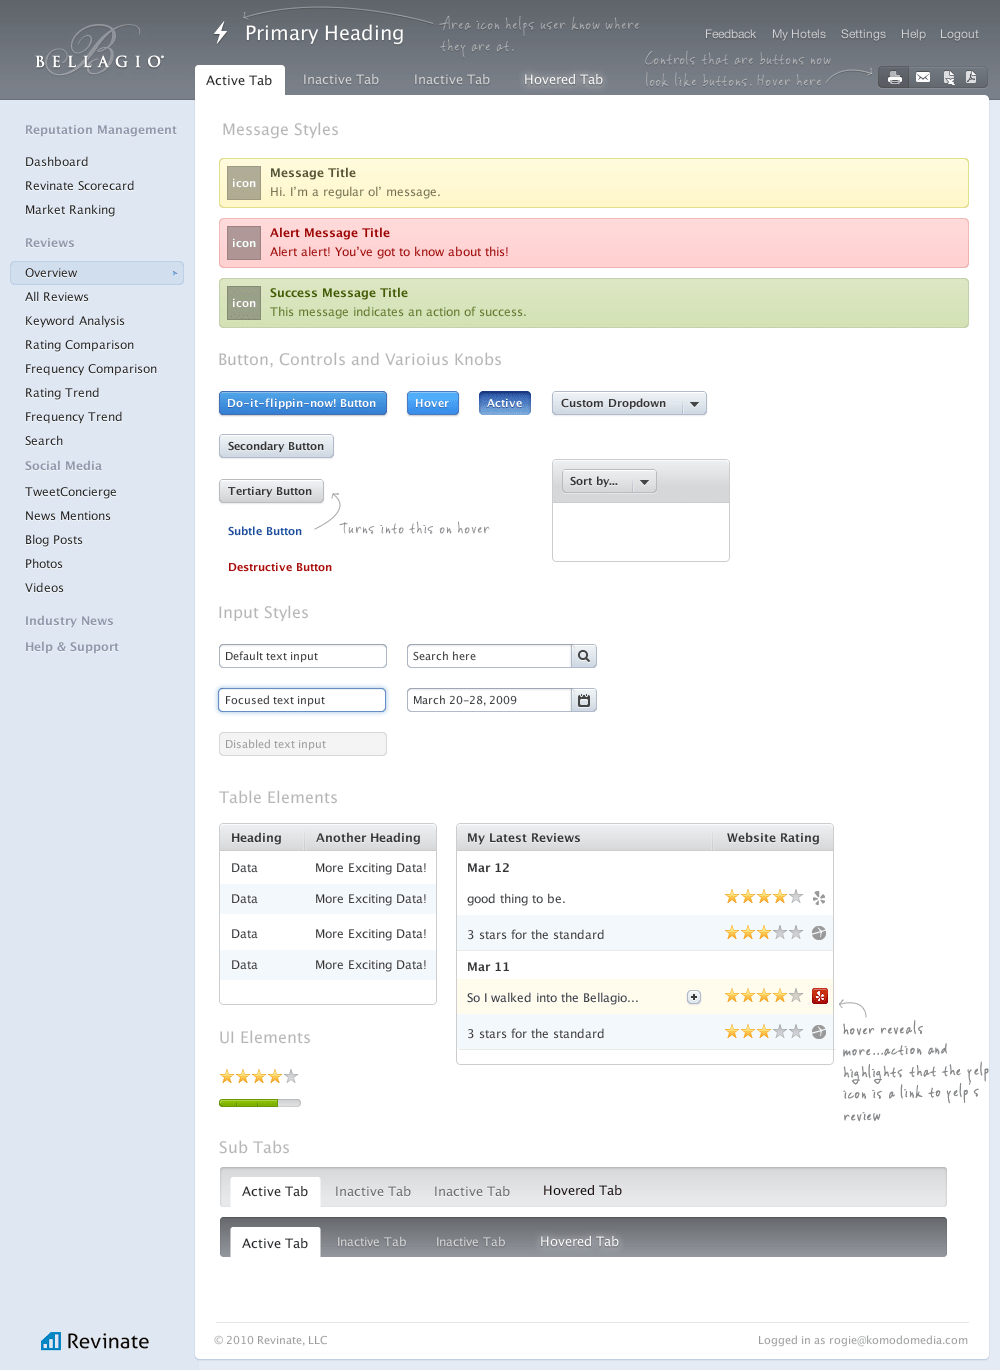 B
BELLAGIO
Primary Heading
Area icon helps user know where
they are at.
Feedback My Hotels Settings Help Logout
Controls that are buttons now
look like buttons. Hover here
Active Tab Inactive Tab Inactive Tab Hovered Tab
Reputation Management
Dashboard
Revinate Scorecard
Market Ranking
Reviews
Overview
All Reviews
Keyword Analysis
Rating Comparison
Frequency Comparison
Rating Trend
Frequency Trend
Search
Social Media
TweetConcierge
News Mentions
Blog Posts
Photos
Videos
Industry News
Help & Support
Revinate
Message Styles
icon
Message Title
Hi. I'm a regular ol' message.
icon
Alert Message Title
Alert alert! You've got to know about this!
icon
Success Message Title
This message indicates an action of success.
Button, Controls and Varioius Knobs
Do-it-flippin-now! Button Hover Active Custom Dropdown
Secondary Button
Tertiary Button
Sort by...
Subtle Button
Turns into this on hover
Destructive Button
Input Styles
Default text input Search here
Focused text input March 20-28, 2009
Disabled text input
Table Elements
Heading Another Heading
Data More Exciting Data!
Data More Exciting Data!
Data More Exciting Data!
Data More Exciting Data!
My Latest Reviews Website Rating
Mar 12
good thing to be.
3 stars for the standard
Mar 11
So I walked into the Bellagio...
3 stars for the standard
hover reveals
more...action and
highlights that the yelp
icon is a link to yelp s
review
UI Elements
Sub Tabs
Active Tab Inactive Tab Inactive Tab Hovered Tab
Active Tab Inactive Tab Inactive Tab Hovered Tab
© 2010 Revinate, LLC Logged in as rogie@komodomedia.com